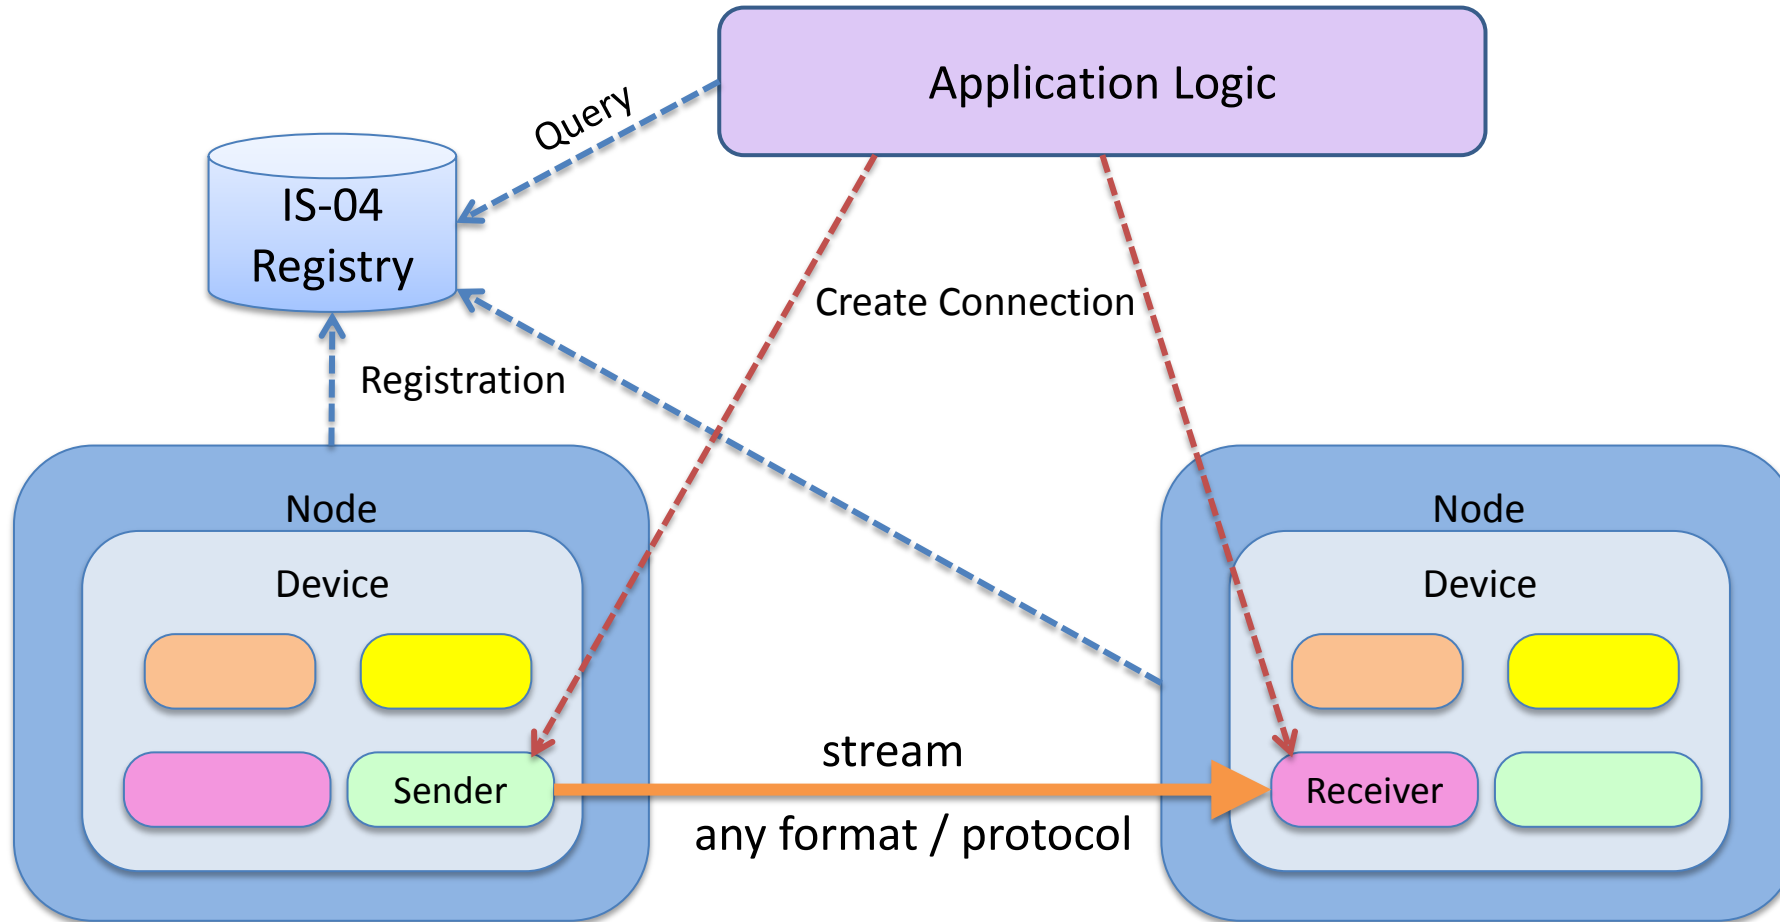 Application Logic
Query
IS-04
Registry
Create Connection
Registration
Node
Node
Device
Device
stream
Sender
Receiver
any format / protocol